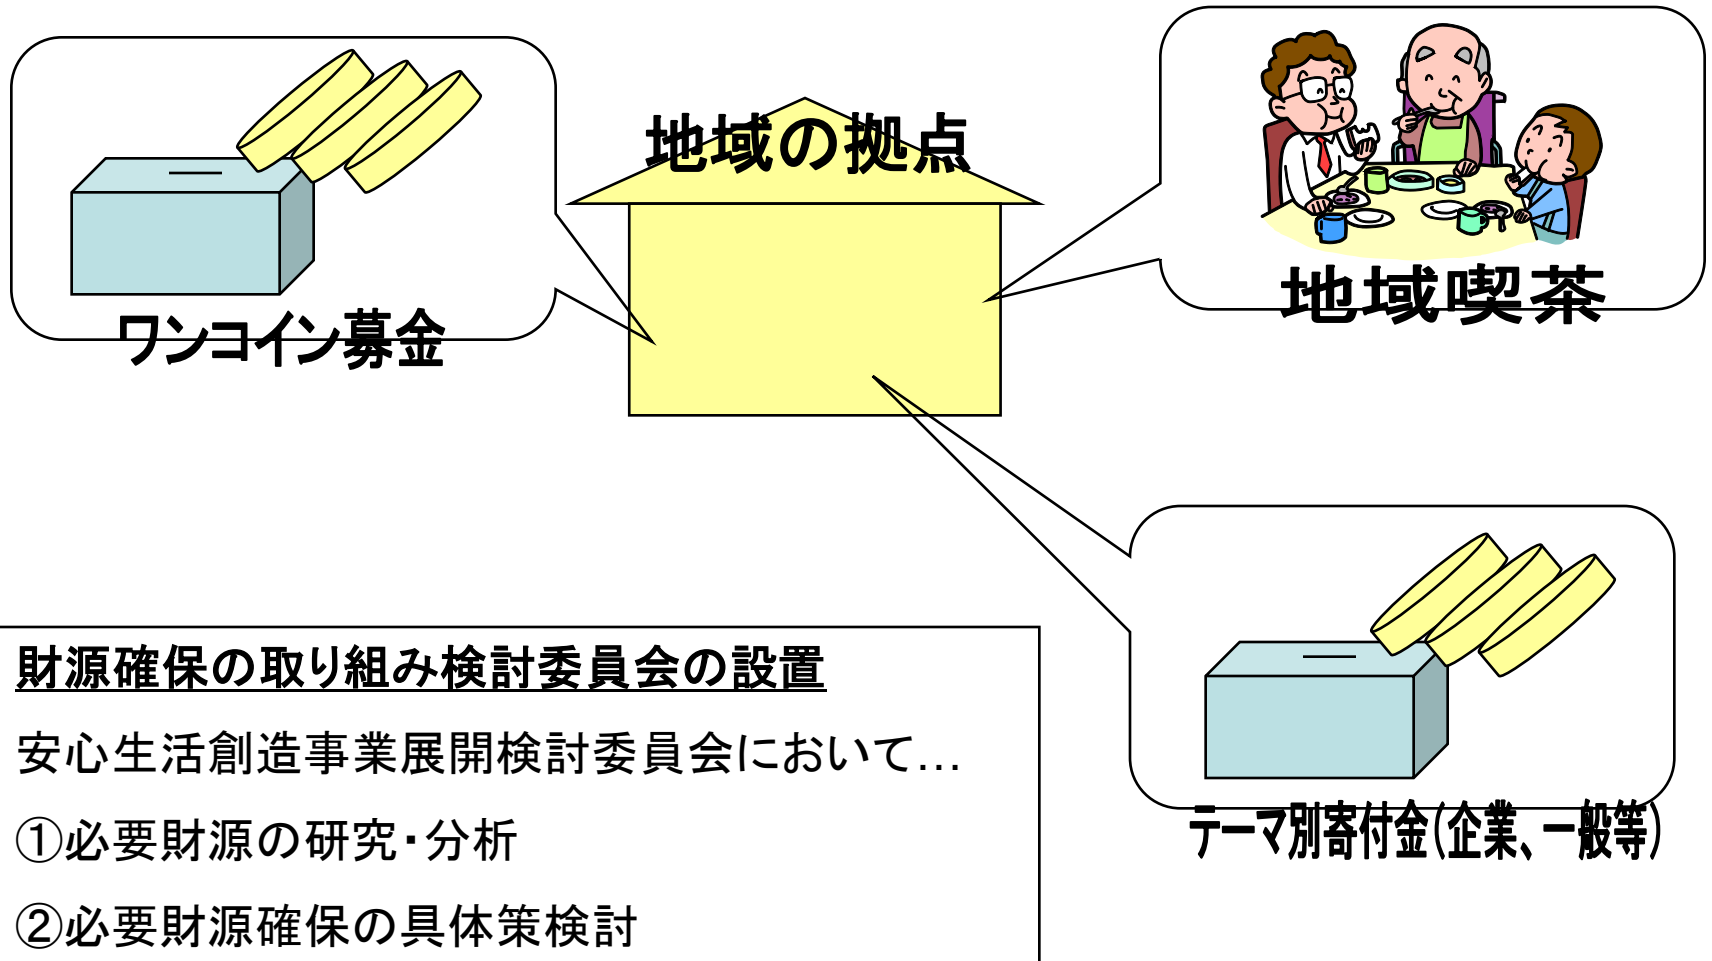 地域の拠点
ワンコイン募金
地域喫茶
テーマ別寄付金(企業、一般等)
財源確保の取り組み検討委員会の設置
安心生活創造事業展開検討委員会において…
①必要財源の研究・分析
②必要財源確保の具体策検討